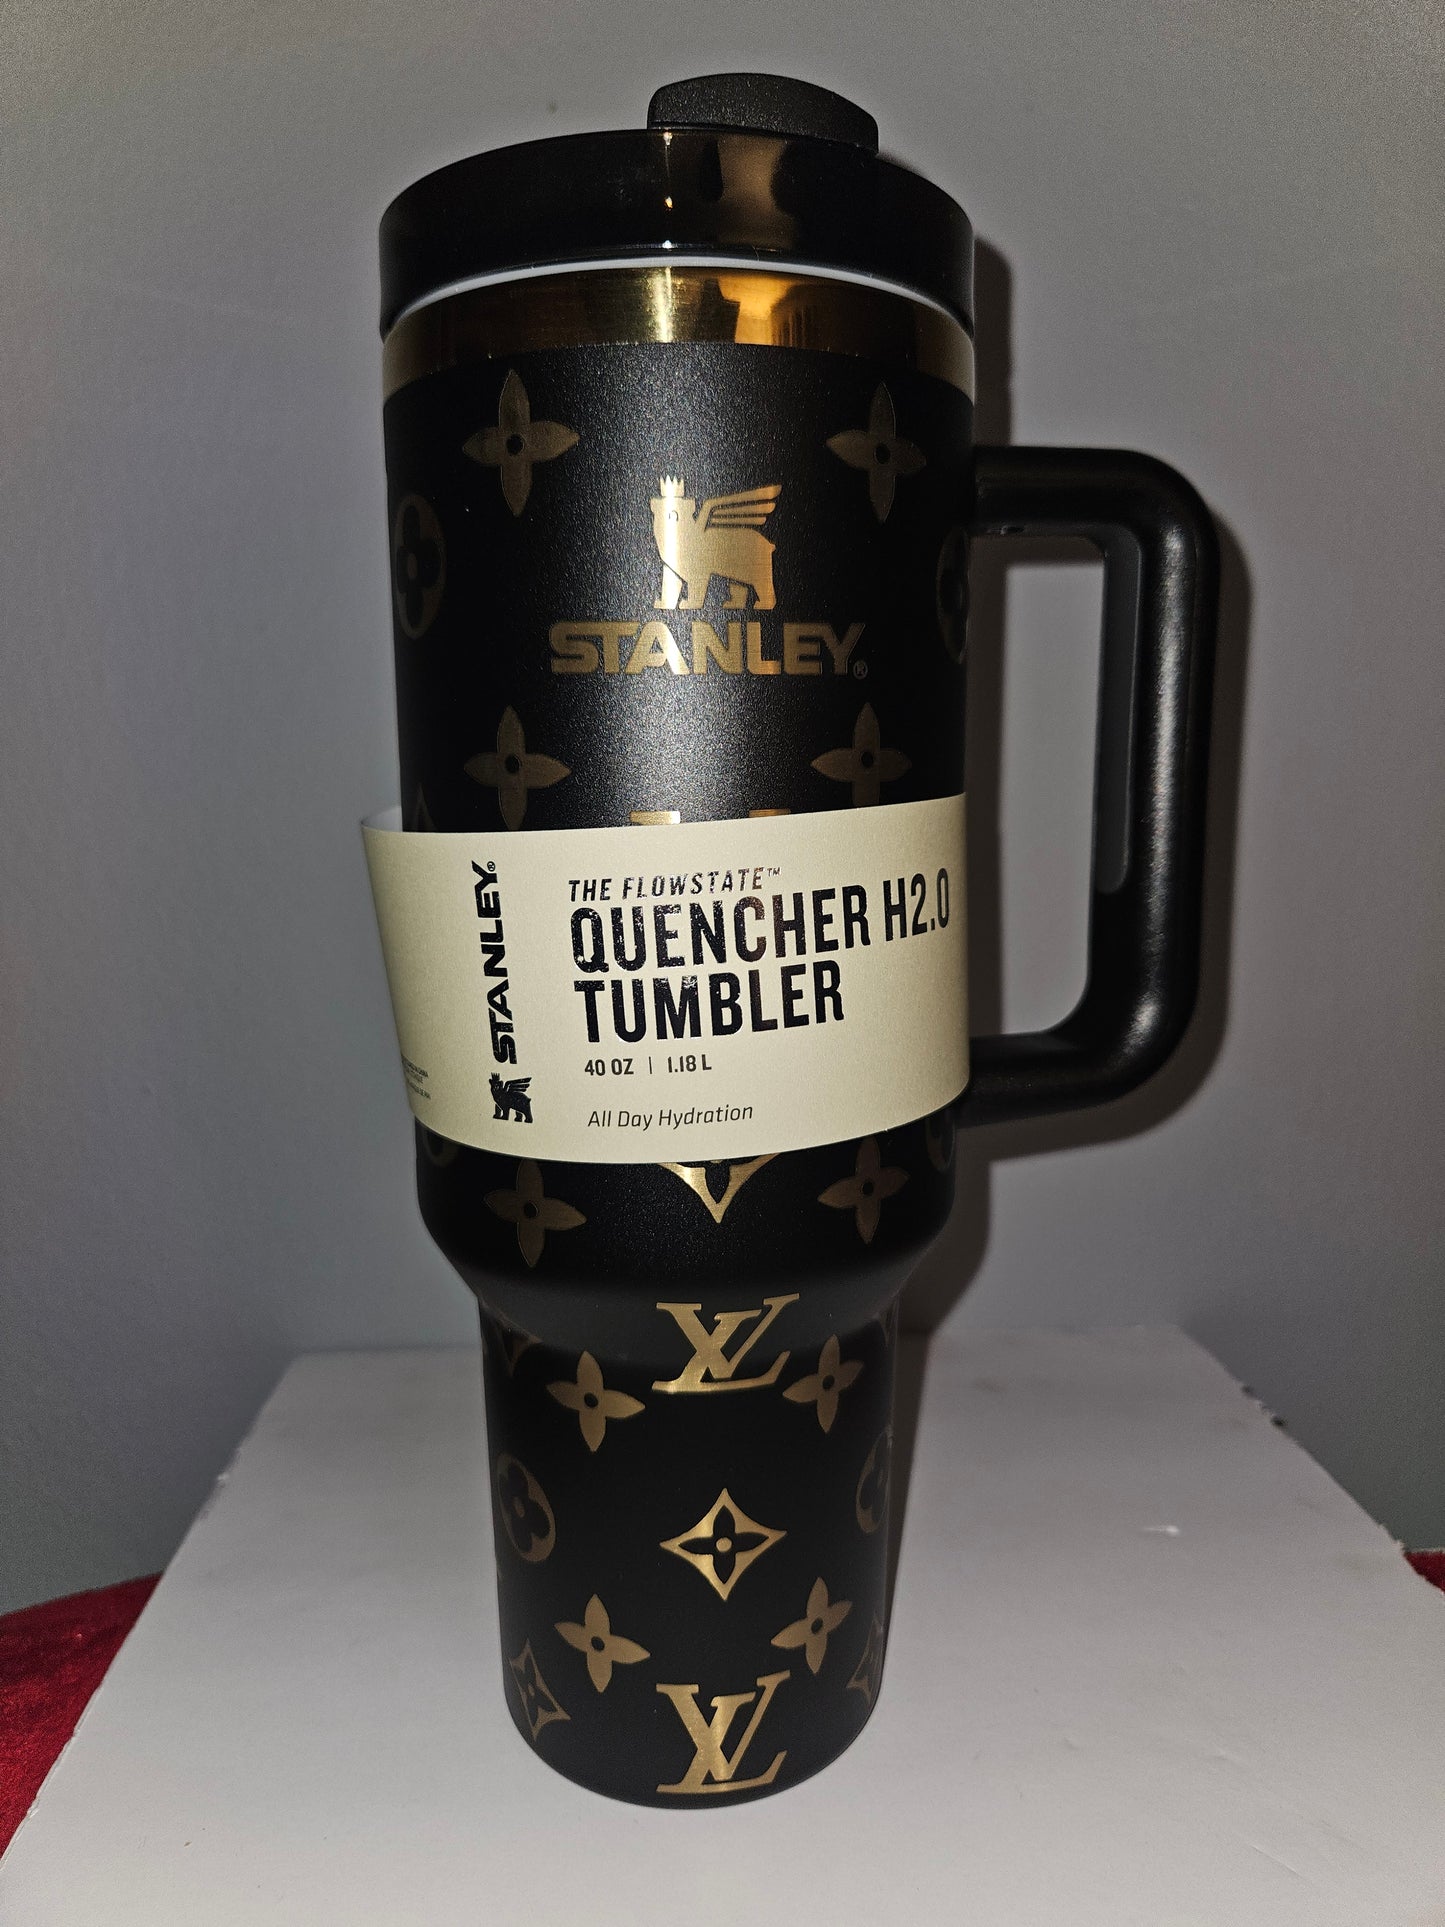 STANLEY®
STANLEY®
THE FLOWSTATE™
QUENCHER H2.0
TUMBLER
40 OZ | 1.18 L
All Day Hydration
LV
LV